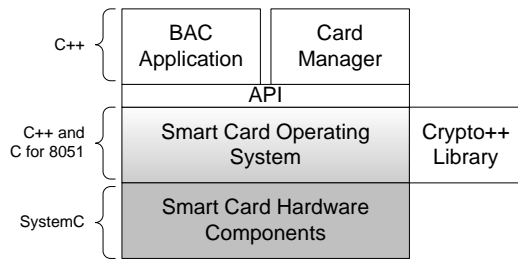 C++
BAC
Application
Card
Manager
API
C++ and
C for 8051
Smart Card Operating
System
Crypto++
Library
SystemC
Smart Card Hardware
Components